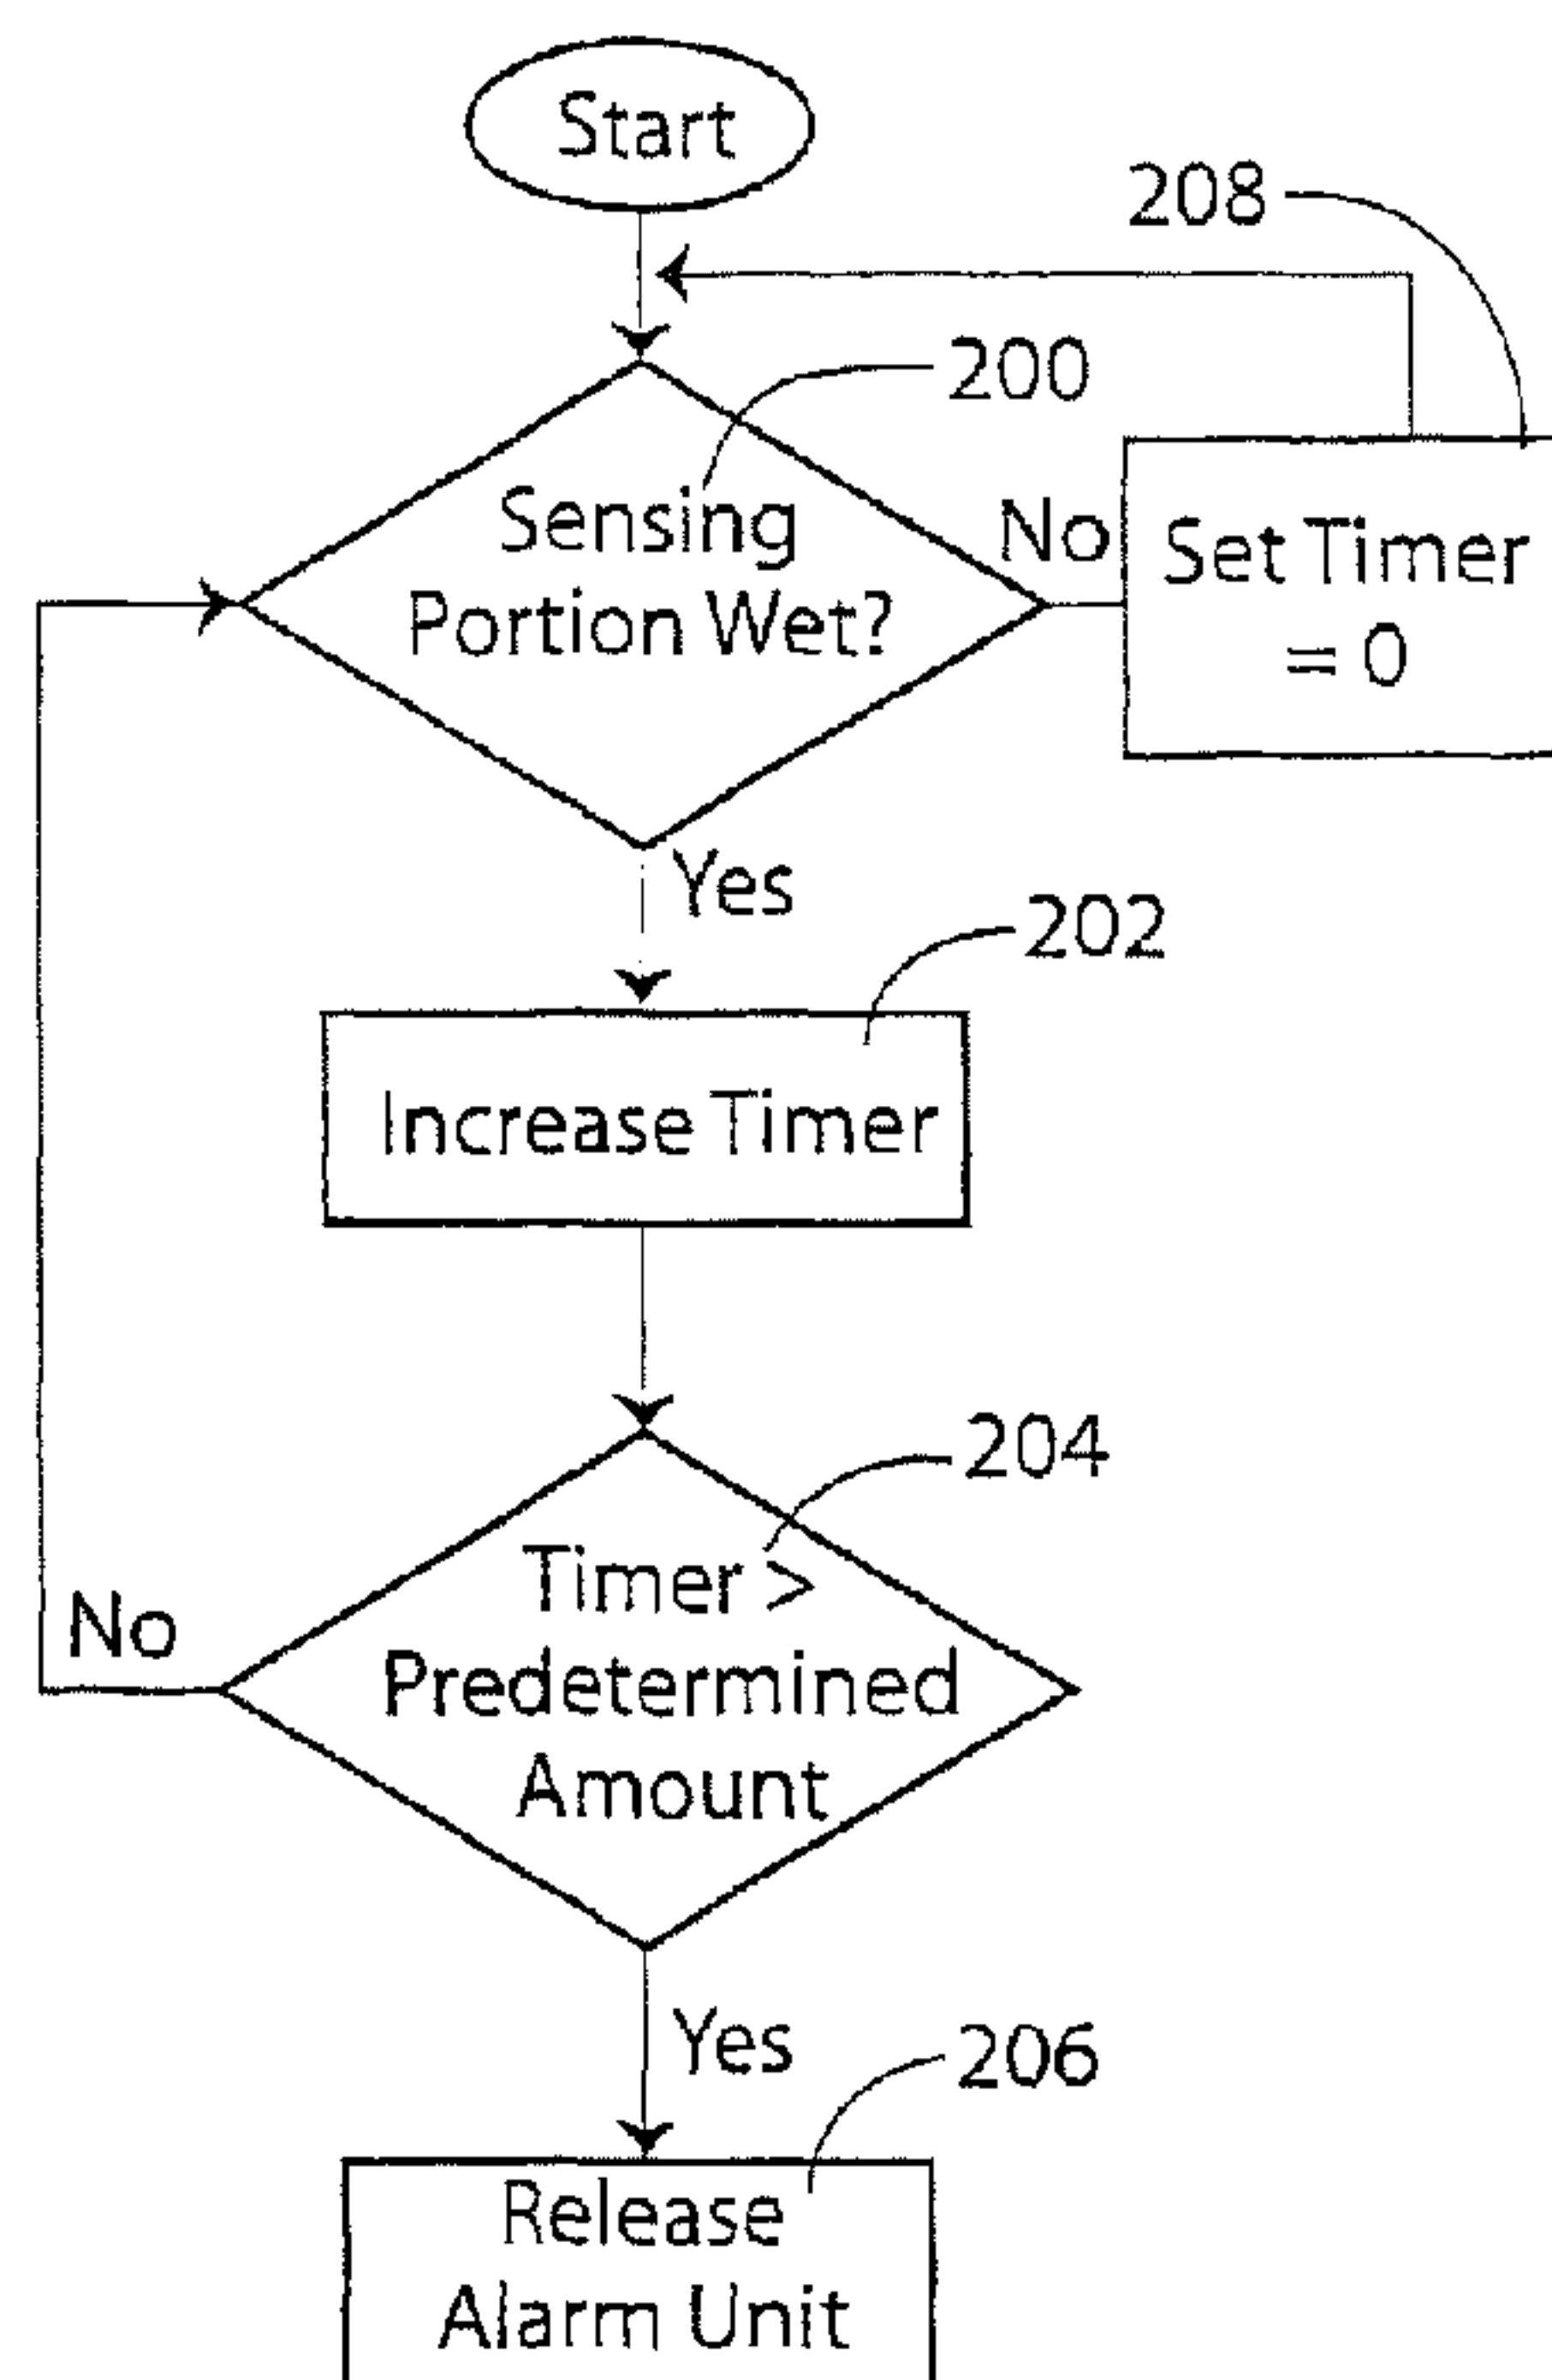 Start
208
200
Sensing
Portion Wet?
No
Set Timer
= 0
Yes
202
Increase Timer
204
Timer >
Predetermined
Amount
No
Yes
206
Release
Alarm Unit